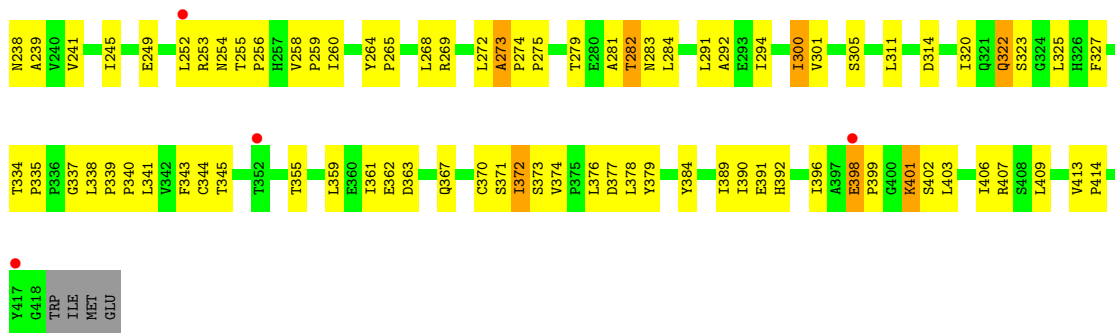 N238 A239 V240 V241 I245 E249 L252 R253 N254 T255 P256 H257 V258 P259 I260 Y264 P265 L268 R269 L272 A273 P274 P275 T279 E280 A281 T282 N283 L284 L291 A292 E293 I294 I300 V301 S305 L311 D314 I320 Q321 Q322 S323 G324 L325 H326 F327
T334 P335 P336 G337 L338 P339 P340 L341 V342 F343 C344 T345 T352 T355 L359 E360 I361 E362 D363 Q367 C370 S371 I372 S373 V374 P375 L376 D377 L378 Y379 Y384 I389 I390 E391 H392 I396 A397 E398 P399 G400 K401 S402 L403 I406 R407 S408 L409 V413 P414
Y417 G418 TRP ILE MET GLU